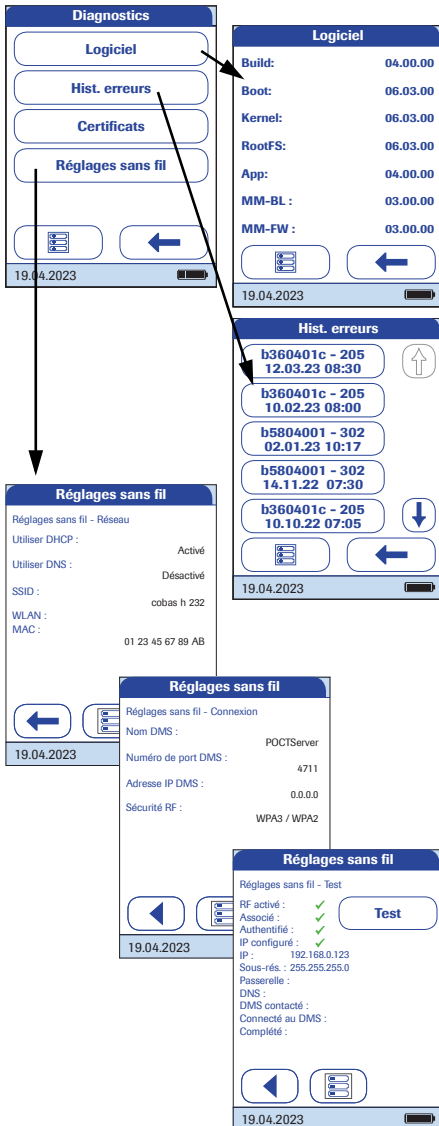 Diagnostics
Logiciel
Hist. erreurs
Certificats
Réglages sans fil
19.04.2023
Logiciel
Build: 04.00.00
Boot: 06.03.00
Kernel: 06.03.00
RootFS: 06.03.00
App: 04.00.00
MM-BL : 03.00.00
MM-FW : 03.00.00
19.04.2023
Hist. erreurs
b360401c - 205
12.03.23 08:30
b360401c - 205
10.02.23 08:00
b5804001 - 302
02.01.23 10:17
b5804001 - 302
14.11.22 07:30
b360401c - 205
10.10.22 07:05
19.04.2023
Réglages sans fil
Réglages sans fil - Réseau
Utiliser DHCP :
Activé
Utiliser DNS :
Désactivé
SSID :
cobas h 232
WLAN :
MAC :
01 23 45 67 89 AB
19.04.2023
Réglages sans fil
Réglages sans fil - Connexion
Nom DMS :
POCTServer
Numéro de port DMS :
4711
Adresse IP DMS :
0.0.0.0
Sécurité RF :
WPA3 / WPA2
19.04.2023
Réglages sans fil
Réglages sans fil - Test
RF activé :
Associé :
Authentifié :
IP configuré :
IP : 192.168.0.123
Sous-rés. : 255.255.255.0
Passerelle :
DNS :
DMS contacté :
Connecté au DMS :
Complété :
Test
19.04.2023